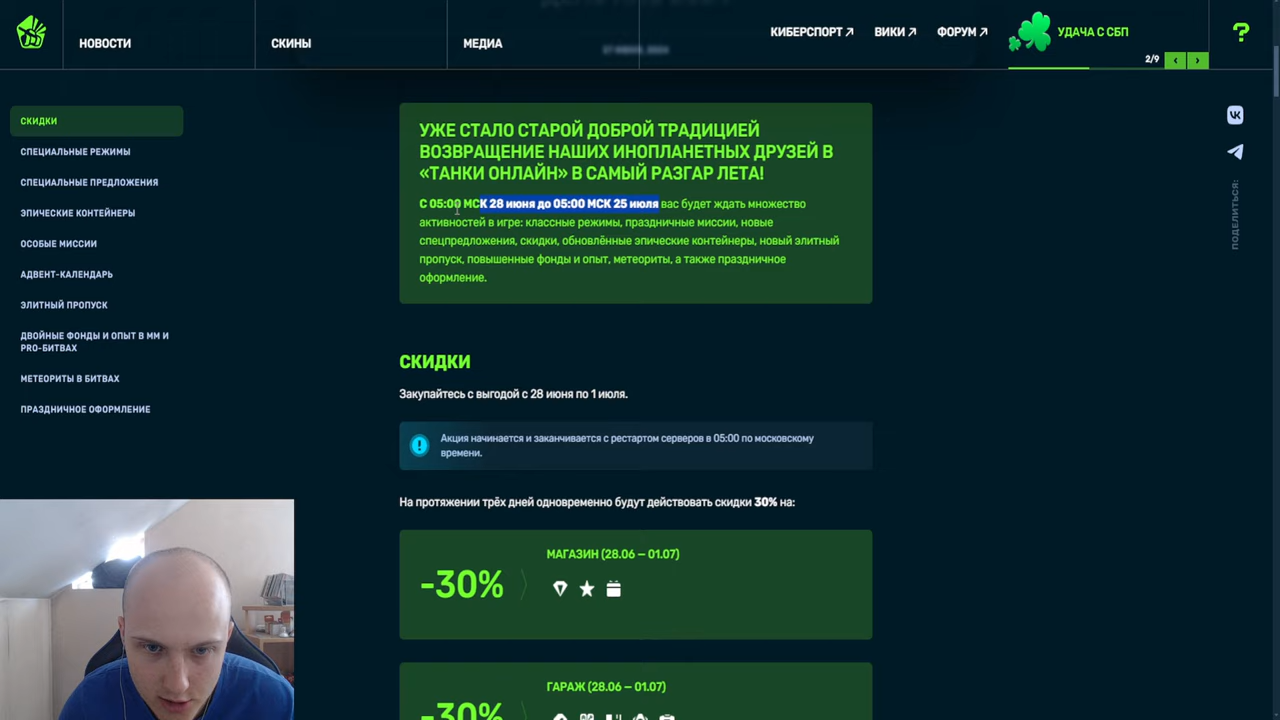 НОВОСТИ
СКИНЫ
МЕДИА
КИБЕРСПОРТ
ВИКИ
ФОРУМ
УДАЧА С СБП
?
2/9
СКИДКИ
СПЕЦИАЛЬНЫЕ РЕЖИМЫ
СПЕЦИАЛЬНЫЕ ПРЕДЛОЖЕНИЯ
ЭПИЧЕСКИЕ КОНТЕЙНЕРЫ
ОСОБЫЕ МИССИИ
АДВЕНТ-КАЛЕНДАРЬ
ЭЛИТНЫЙ ПРОПУСК
ДВОЙНЫЕ ФОНДЫ И ОПЫТ В ММ И
PRO-БИТВАХ
МЕТЕОРИТЫ В БИТВАХ
ПРАЗДНИЧНОЕ ОФОРМЛЕНИЕ
УЖЕ СТАЛО СТАРОЙ ДОБРОЙ ТРАДИЦИЕЙ
ВОЗВРАЩЕНИЕ НАШИХ ИНОПЛАНЕТНЫХ ДРУЗЕЙ В
«ТАНКИ ОНЛАЙН» В САМЫЙ РАЗГАР ЛЕТА!
С 05:00 МСК 28 июня до 05:00 МСК 25 июля вас будет ждать множество
активностей в игре: классные режимы, праздничные миссии, новые
спецпредложения, скидки, обновлённые эпические контейнеры, новый элитный
пропуск, повышенные фонды и опыт, метеориты, а также праздничное
оформление.
СКИДКИ
Закупайтесь с выгодой с 28 июня по 1 июля.
Акция начинается и заканчивается с рестартом серверов в 05:00 по московскому
времени.
На протяжении трёх дней одновременно будут действовать скидки 30% на:
МАГАЗИН (28.06 — 01.07)
-30%
ГАРАЖ (28.06 — 01.07)
-30%
ПОДЕЛИТЬСЯ: